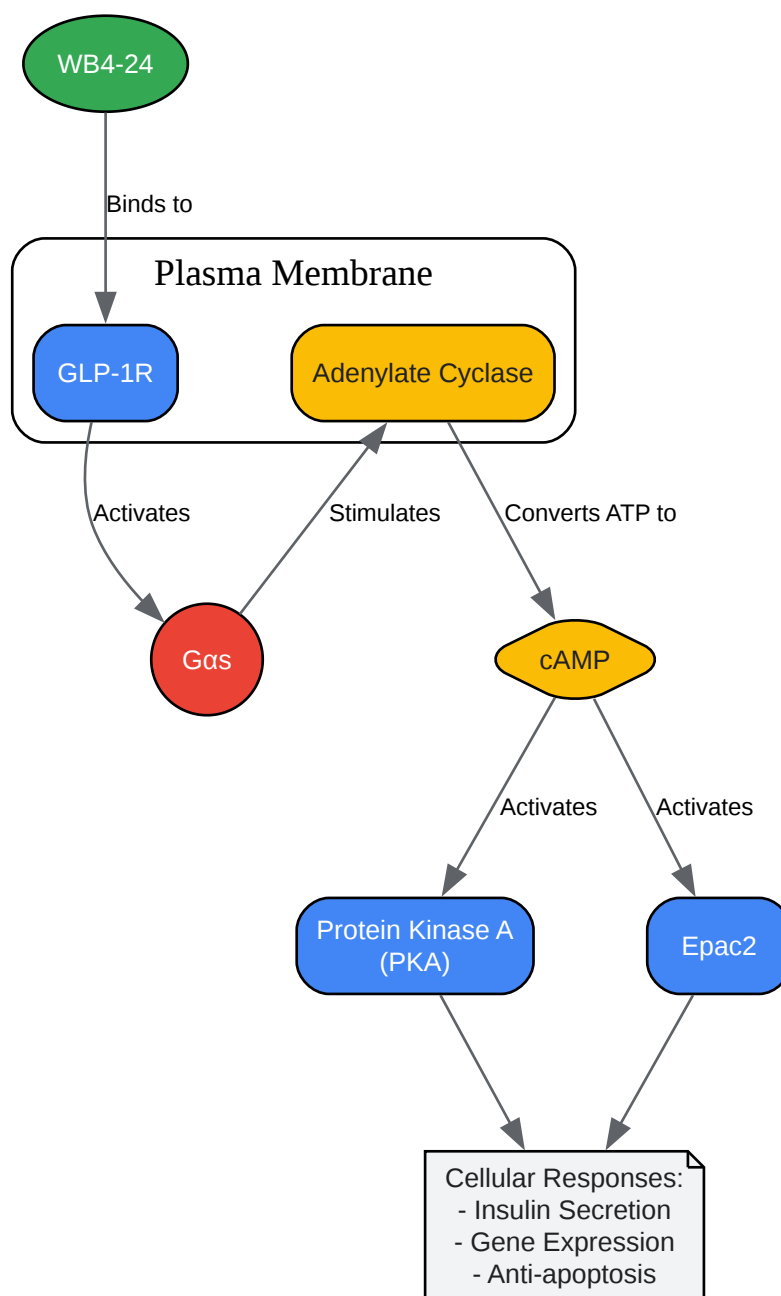 WB4-24
Binds to
Plasma Membrane
GLP-1R
Adenylate Cyclase
Activates
Stimulates
Converts ATP to
Gαs
cAMP
Activates
Activates
Protein Kinase A
(PKA)
Epac2
Cellular Responses:
- Insulin Secretion
- Gene Expression
- Anti-apoptosis